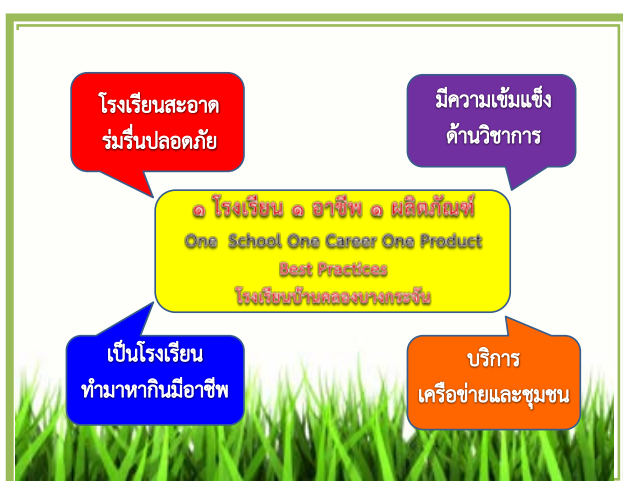 โรงเรียนสะอาด
ร่มรื่นปลอดภัย
มีความเข้มแข็ง
ด้านวิชาการ
๑ โรงเรียน ๑ อาชีพ ๑ ผลิตภัณฑ์
One School One Career One Product
Best Practices
โรงเรียนบ้านคลองบางกระจัน
เป็นโรงเรียน
ทำมาหากินมีอาชีพ
บริการ
เครือข่ายและชุมชน